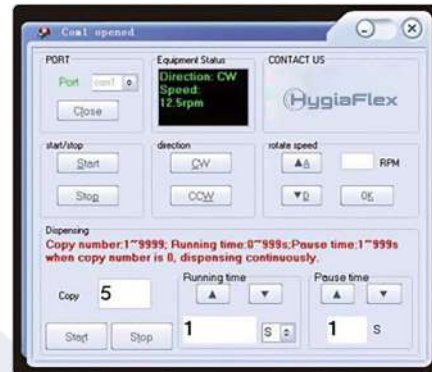 Com1 opened
PORT
Port com1
Close
Equipment Status
Direction: CW
Speed:
12.5rpm
CONTACT US
HygiaFlex
start/stop
Start
Stop
direction
CW
CCW
rotate speed
▲A RPM
▼D OK
Dispensing
Copy number:1~9999; Running time:0~999s;Pause time:1~999s
when copy number is 0, dispensing continuously.
Copy 5
Start Stop
Running time
▲ ▼
1 S
Pause time
▲ ▼
1 S